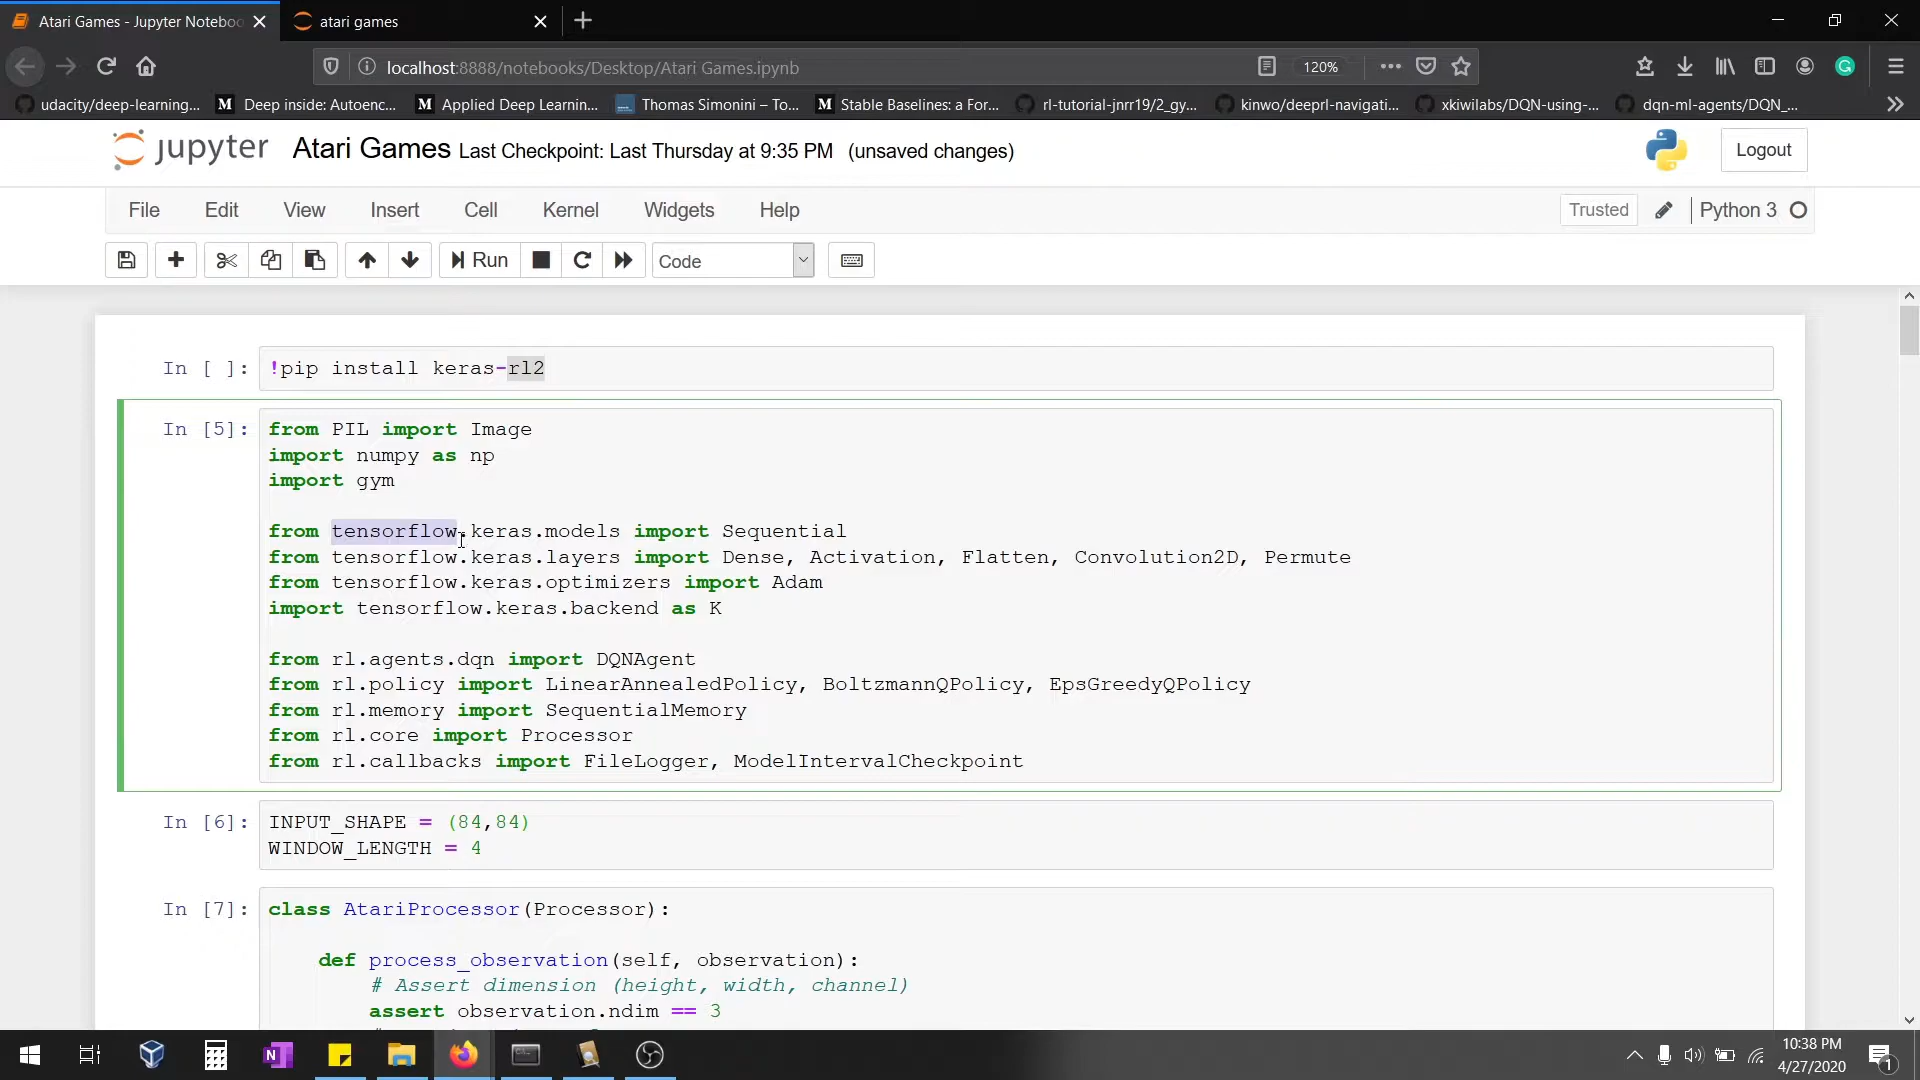 Atari Games - Jupyter Noteboo
atari games
localhost:8888/notebooks/Desktop/Atari Games.ipynb
120%
udacity/deep-learning...
Deep inside: Autoenc...
Applied Deep Learnin...
Thomas Simonini – To...
Stable Baselines: a For...
rl-tutorial-jnrr19/2_gy...
kinwo/deeprl-navigati...
xkiwilabs/DQN-using-...
dqn-ml-agents/DQN_...
jupyter
Atari Games Last Checkpoint: Last Thursday at 9:35 PM (unsaved changes)
Logout
File Edit View Insert Cell Kernel Widgets Help
Trusted
Python 3
Run
Code
In [ ]: !pip install keras-rl2
In [5]: from PIL import Image
import numpy as np
import gym
from tensorflow.keras.models import Sequential
from tensorflow.keras.layers import Dense, Activation, Flatten, Convolution2D, Permute
from tensorflow.keras.optimizers import Adam
import tensorflow.keras.backend as K
from rl.agents.dqn import DQNAgent
from rl.policy import LinearAnnealedPolicy, BoltzmannQPolicy, EpsGreedyQPolicy
from rl.memory import SequentialMemory
from rl.core import Processor
from rl.callbacks import FileLogger, ModelIntervalCheckpoint
In [6]: INPUT_SHAPE = (84,84)
WINDOW_LENGTH = 4
In [7]: class AtariProcessor(Processor):
def process_observation(self, observation):
# Assert dimension (height, width, channel)
assert observation.ndim == 3
10:38 PM
4/27/2020
1